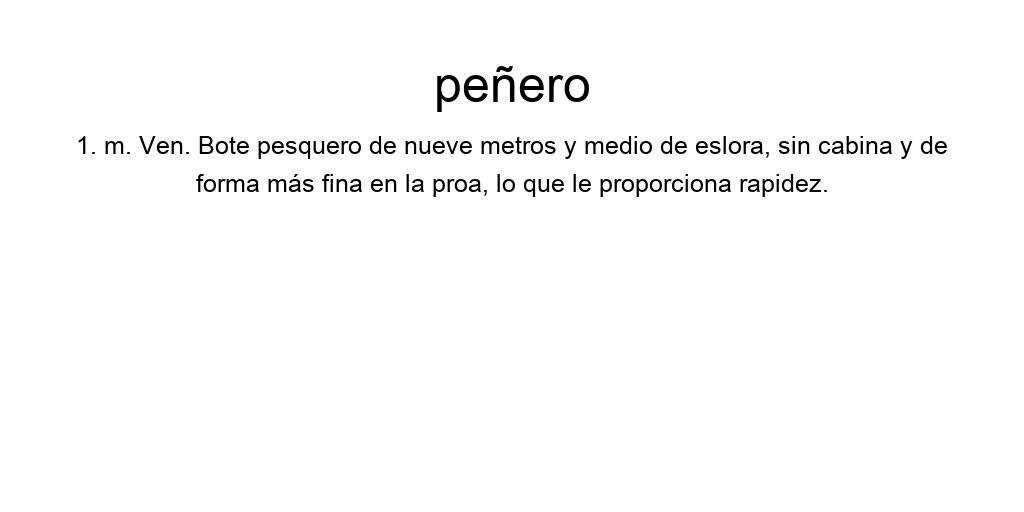 peñero
1. m. Ven. Bote pesquero de nueve metros y medio de eslora, sin cabina y de
forma más fina en la proa, lo que le proporciona rapidez.